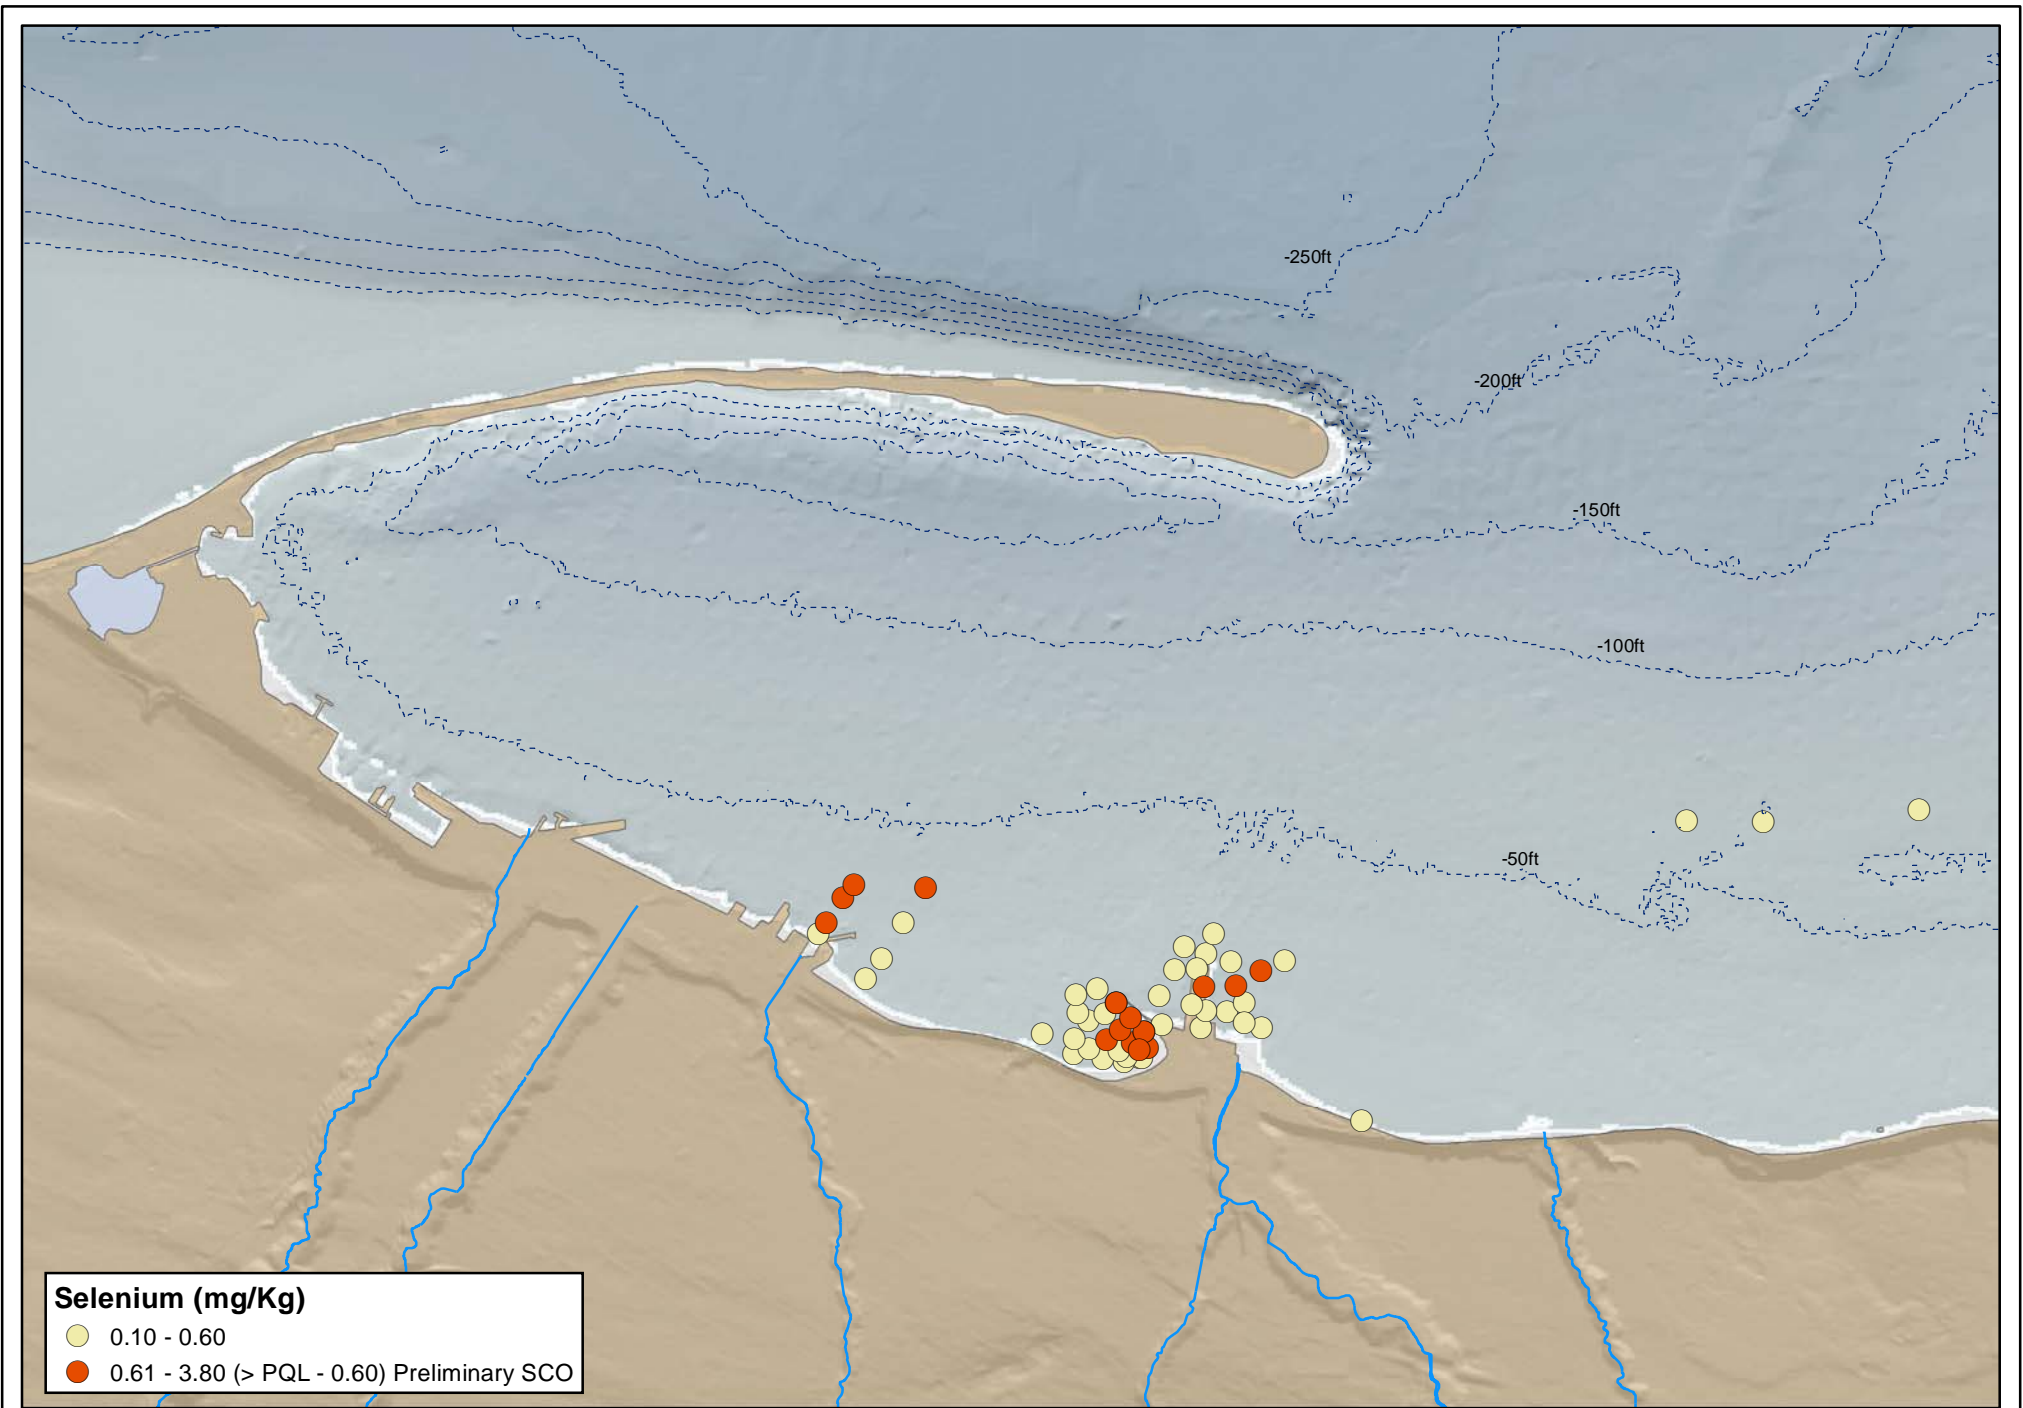 -250ft
-200ft
-150ft
-100ft
-50ft
Selenium (mg/Kg)
0.10 - 0.60
0.61 - 3.80 (> PQL - 0.60) Preliminary SCO